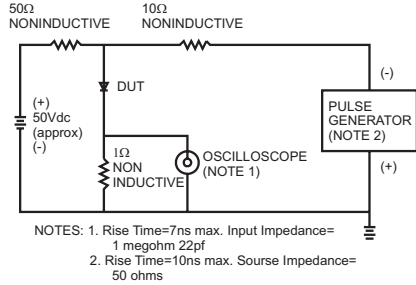 50Ω
NONINDUCTIVE
10Ω
NONINDUCTIVE
(+)
50Vdc
(approx)
(-)
DUT
1Ω
NON
INDUCTIVE
OSCILLOSCOPE
(NOTE 1)
(-)
PULSE
GENERATOR
(NOTE 2)
(+)
NOTES: 1. Rise Time=7ns max. Input Impedance=
1 megohm 22pf
2. Rise Time=10ns max. Sourse Impedance=
50 ohms